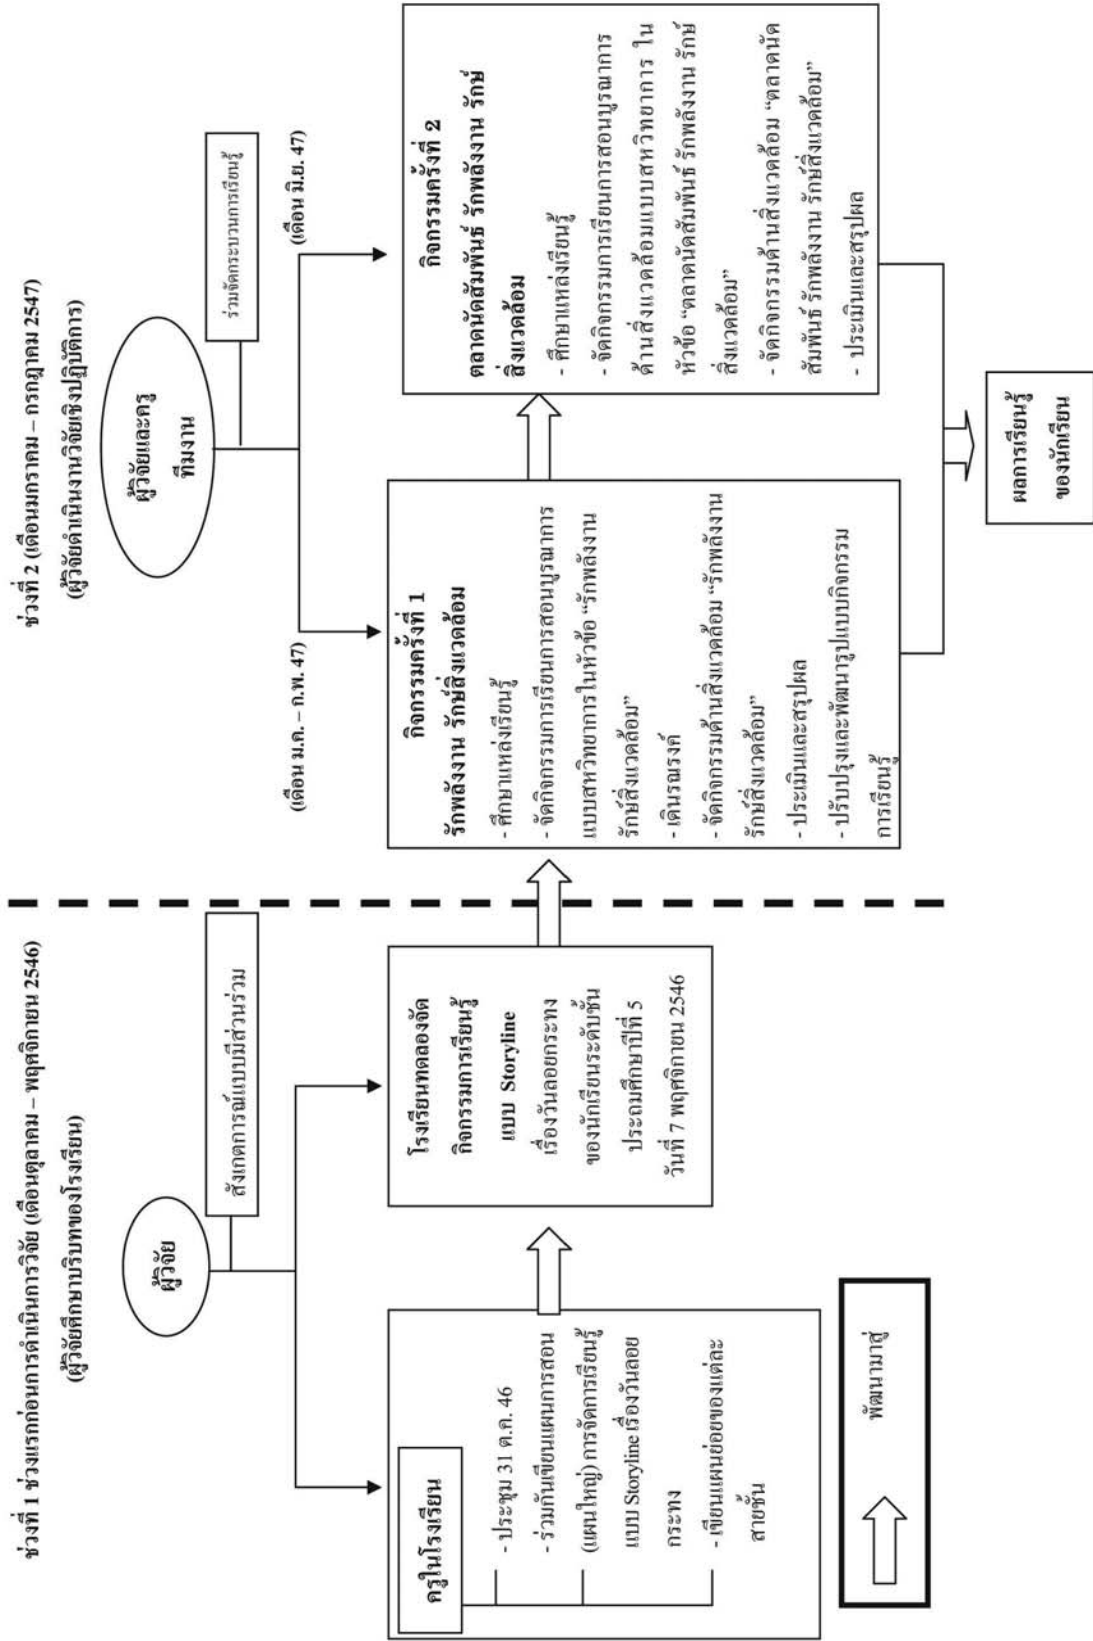 ช่วงที่ 1 ช่วงแรกก่อนการดำเนินการวิจัย (เดือนตุลาคม – พฤศจิกายน 2546)
(ผู้วิจัยศึกษาบริบทของโรงเรียน)
ผู้วิจัย
สังเกตการณ์แบบมีส่วนร่วม
ครูในโรงเรียน
- ประชุม 31 ต.ค. 46
- ร่วมกันเขียนแผนการสอน
(แผนใหญ่) การจัดการเรียนรู้
แบบ Storyline เรื่องวันลอย
กระทง
- เขียนแผนย่อยของแต่ละ
สายชั้น
โรงเรียนทดลองจัด
กิจกรรมการเรียนรู้
แบบ Storyline
เรื่องวันลอยกระทง
ของนักเรียนระดับชั้น
ประถมศึกษาปีที่ 5
วันที่ 7 พฤศจิกายน 2546
พัฒนามาสู่
ช่วงที่ 2 (เดือนมกราคม – กรกฎาคม 2547)
(ผู้วิจัยดำเนินงานวิจัยเชิงปฏิบัติการ)
ผู้วิจัยและครู
ทีมงาน
ร่วมจัดกระบวนการเรียนรู้
(เดือน ม.ค. – ก.พ. 47)
(เดือน มิ.ย. 47)
กิจกรรมครั้งที่ 1
รักพลังงาน รักษ์สิ่งแวดล้อม
- ศึกษาแหล่งเรียนรู้
- จัดกิจกรรมการเรียนการสอนบูรณาการ
แบบสหวิทยาการในหัวข้อ “รักพลังงาน
รักษ์สิ่งแวดล้อม”
- เดินรณรงค์
- จัดกิจกรรมด้านสิ่งแวดล้อม “รักพลังงาน
รักษ์สิ่งแวดล้อม”
- ประเมินและสรุปผล
- ปรับปรุงและพัฒนารูปแบบกิจกรรม
การเรียนรู้
กิจกรรมครั้งที่ 2
ตลาดนัดสัมพันธ์ รักพลังงาน รักษ์
สิ่งแวดล้อม
- ศึกษาแหล่งเรียนรู้
- จัดกิจกรรมการเรียนการสอนบูรณาการ
ด้านสิ่งแวดล้อมแบบสหวิทยาการ ใน
หัวข้อ “ตลาดนัดสัมพันธ์ รักพลังงาน รักษ์
สิ่งแวดล้อม”
- จัดกิจกรรมด้านสิ่งแวดล้อม “ตลาดนัด
สัมพันธ์ รักพลังงาน รักษ์สิ่งแวดล้อม”
- ประเมินและสรุปผล
ผลการเรียนรู้
ของนักเรียน